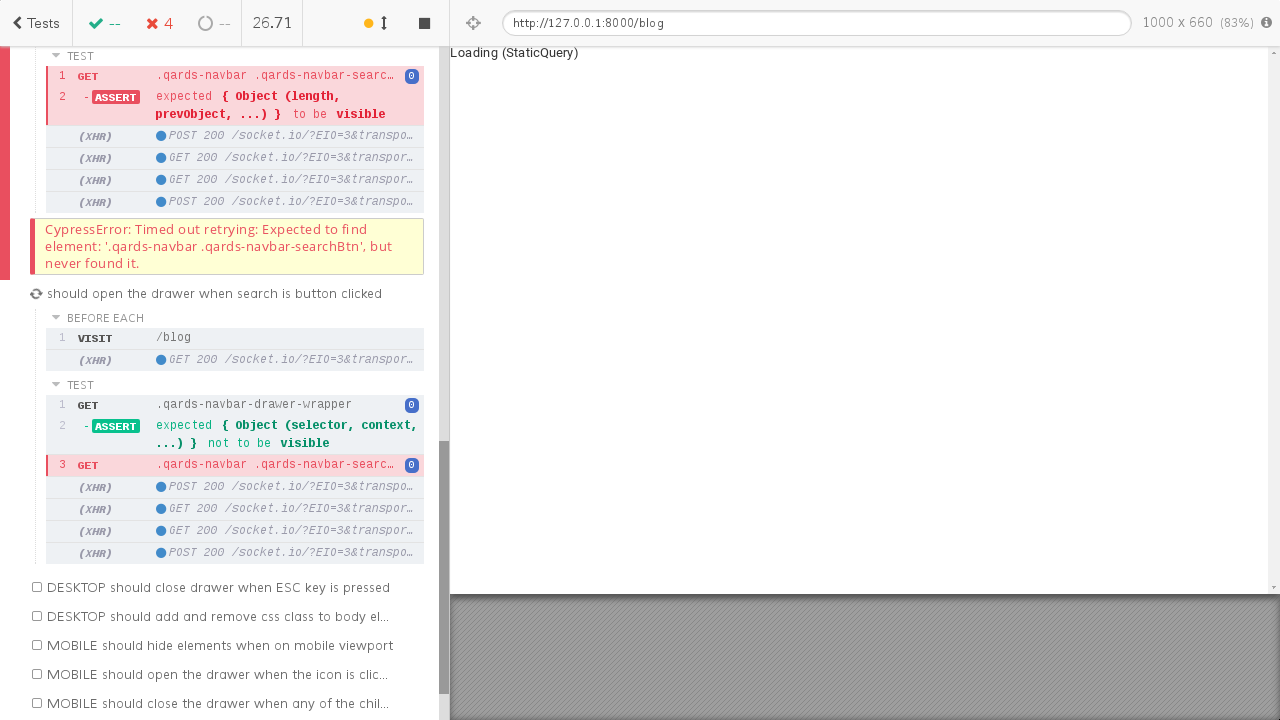 Tests
--
4
--
26.71
http://127.0.0.1:8000/blog
1000 x 660 (83%)
TEST
1 GET .qards-navbar .qards-navbar-searc… 0
2 - ASSERT expected { Object (length,
prevObject, ...) } to be visible
(XHR) POST 200 /socket.io/?EIO=3&transpo…
(XHR) GET 200 /socket.io/?EIO=3&transpor…
(XHR) GET 200 /socket.io/?EIO=3&transpor…
(XHR) POST 200 /socket.io/?EIO=3&transpo…
CypressError: Timed out retrying: Expected to find
element: '.qards-navbar .qards-navbar-searchBtn', but
never found it.
should open the drawer when search is button clicked
BEFORE EACH
1 VISIT /blog
(XHR) GET 200 /socket.io/?EIO=3&transpor…
TEST
1 GET .qards-navbar-drawer-wrapper 0
2 - ASSERT expected { Object (selector, context,
...) } not to be visible
3 GET .qards-navbar .qards-navbar-searc… 0
(XHR) POST 200 /socket.io/?EIO=3&transpo…
(XHR) GET 200 /socket.io/?EIO=3&transpor…
(XHR) GET 200 /socket.io/?EIO=3&transpor…
(XHR) POST 200 /socket.io/?EIO=3&transpo…
DESKTOP should close drawer when ESC key is pressed
DESKTOP should add and remove css class to body el...
MOBILE should hide elements when on mobile viewport
MOBILE should open the drawer when the icon is clic...
MOBILE should close the drawer when any of the chil...
Loading (StaticQuery)